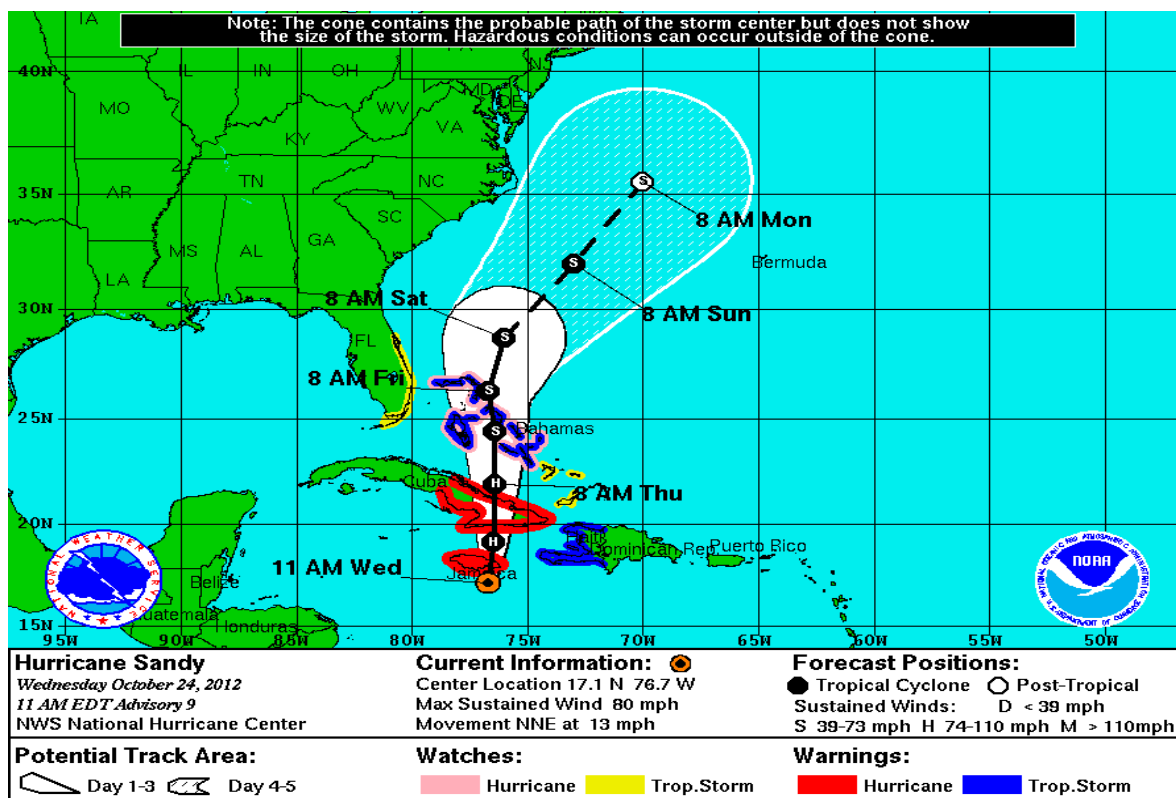 Note: The cone contains the probable path of the storm center but does not show
the size of the storm. Hazardous conditions can occur outside of the cone.
IA
40N
IL
IN
OH
NJ
MD
DE
MO
WV
VA
KY
35N
AR
TN
NC
SC
8 AM Mon
MS
AL
GA
Bermuda
LA
8 AM Sat
30N
8 AM Sun
FL
8 AM Fri
25N
Bahamas
Cuba
8 AM Thu
20N
Haiti
Dominican Rep
Puerto Rico
11 AM Wed
Jamaica
Belize
NATIONAL WEATHER SERVICE
NOAA
Guatemala
Honduras
15N
95W
90W
85W
80W
75W
70W
65W
60W
55W
50W
Hurricane Sandy
Wednesday October 24, 2012
11 AM EDT Advisory 9
NWS National Hurricane Center
Current Information:
Center Location 17.1 N 76.7 W
Max Sustained Wind 80 mph
Movement NNE at 13 mph
Forecast Positions:
Tropical Cyclone Post-Tropical
Sustained Winds: D < 39 mph
S 39-73 mph H 74-110 mph M > 110mph
Potential Track Area:
Day 1-3 Day 4-5
Watches:
Hurricane Trop.Storm
Warnings:
Hurricane Trop.Storm
S
S
S
S
S
H
H